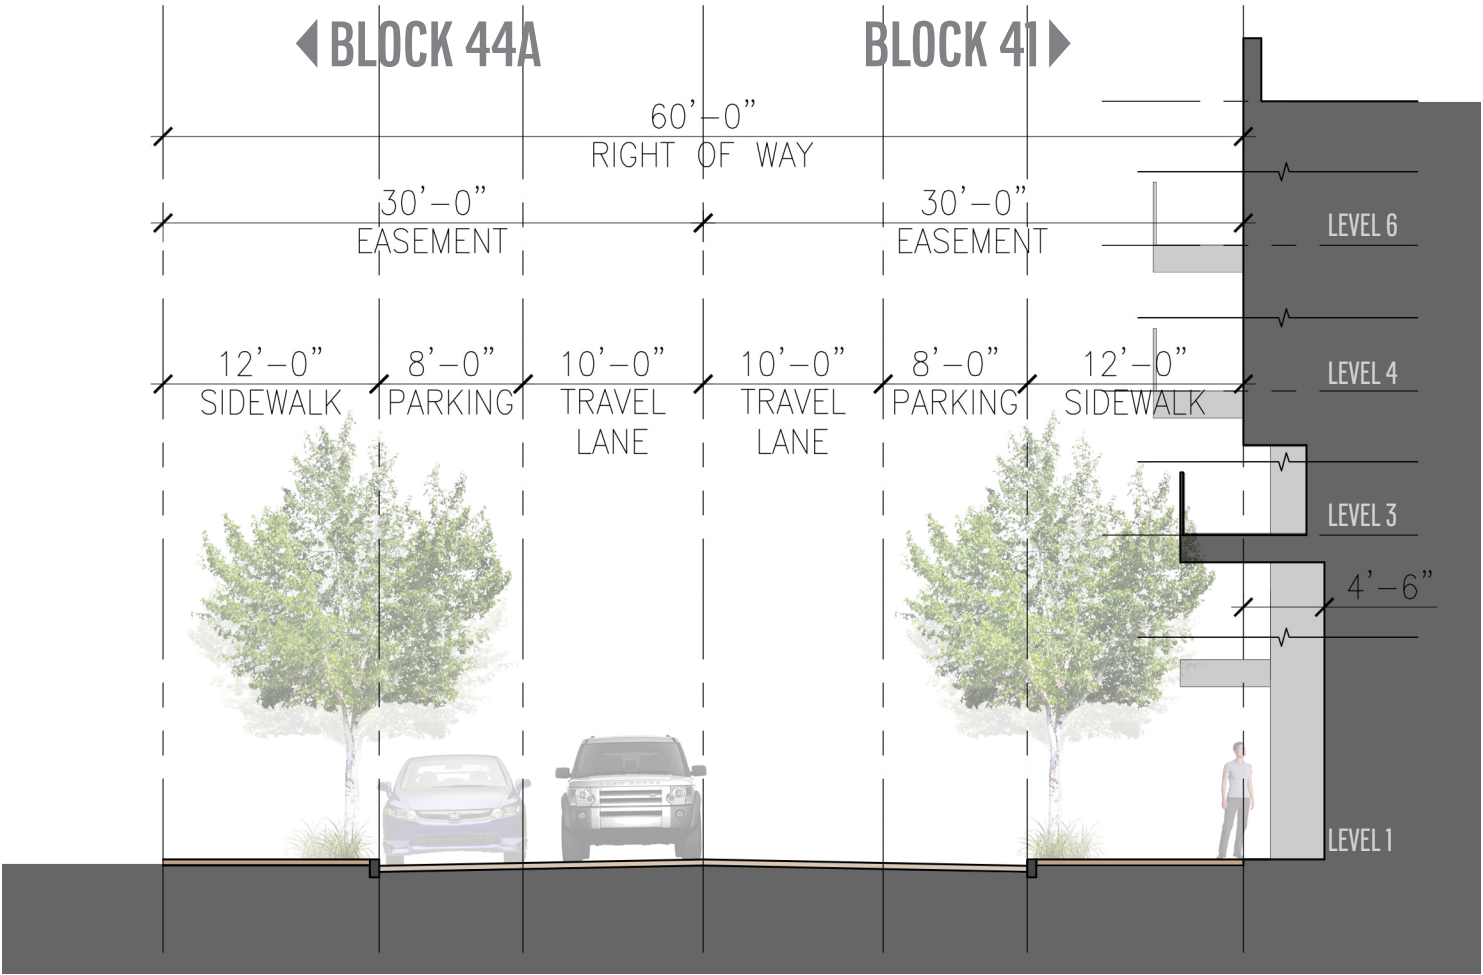 BLOCK 44A
BLOCK 41
60'-0"
RIGHT OF WAY
30'-0"
EASEMENT
30'-0"
EASEMENT
LEVEL 6
12'-0"
SIDEWALK
8'-0"
PARKING
10'-0"
TRAVEL
LANE
10'-0"
TRAVEL
LANE
8'-0"
PARKING
12'-0"
SIDEWALK
LEVEL 4
LEVEL 3
4'-6"
LEVEL 1